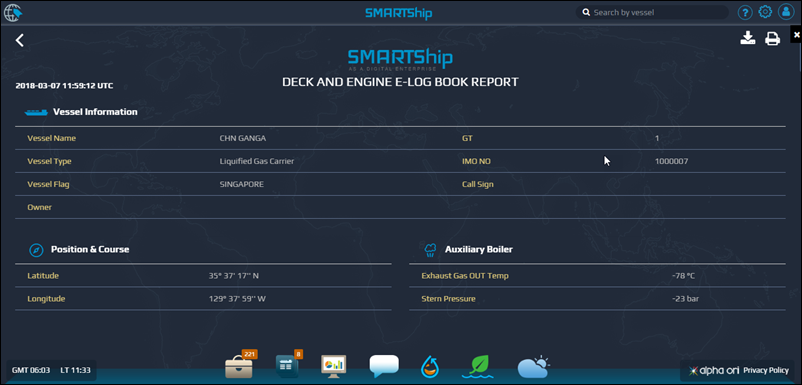 SMARTShip
Search by vessel
?
SMARTShip
AS A DIGITAL-ENTERPRISE
DECK AND ENGINE E-LOG BOOK REPORT
2018-03-07 11:59:12 UTC
Vessel Information
Vessel Name CHN GANGA GT 1
Vessel Type Liquified Gas Carrier IMO NO 1000007
Vessel Flag SINGAPORE Call Sign
Owner
Position & Course Auxiliary Boiler
Latitude 35° 37' 17'' N Exhaust Gas OUT Temp -78 °C
Longitude 129° 37' 59'' W Stern Pressure -23 bar
221 8
GMT 06:03 LT 11:33 alpha ori Privacy Policy